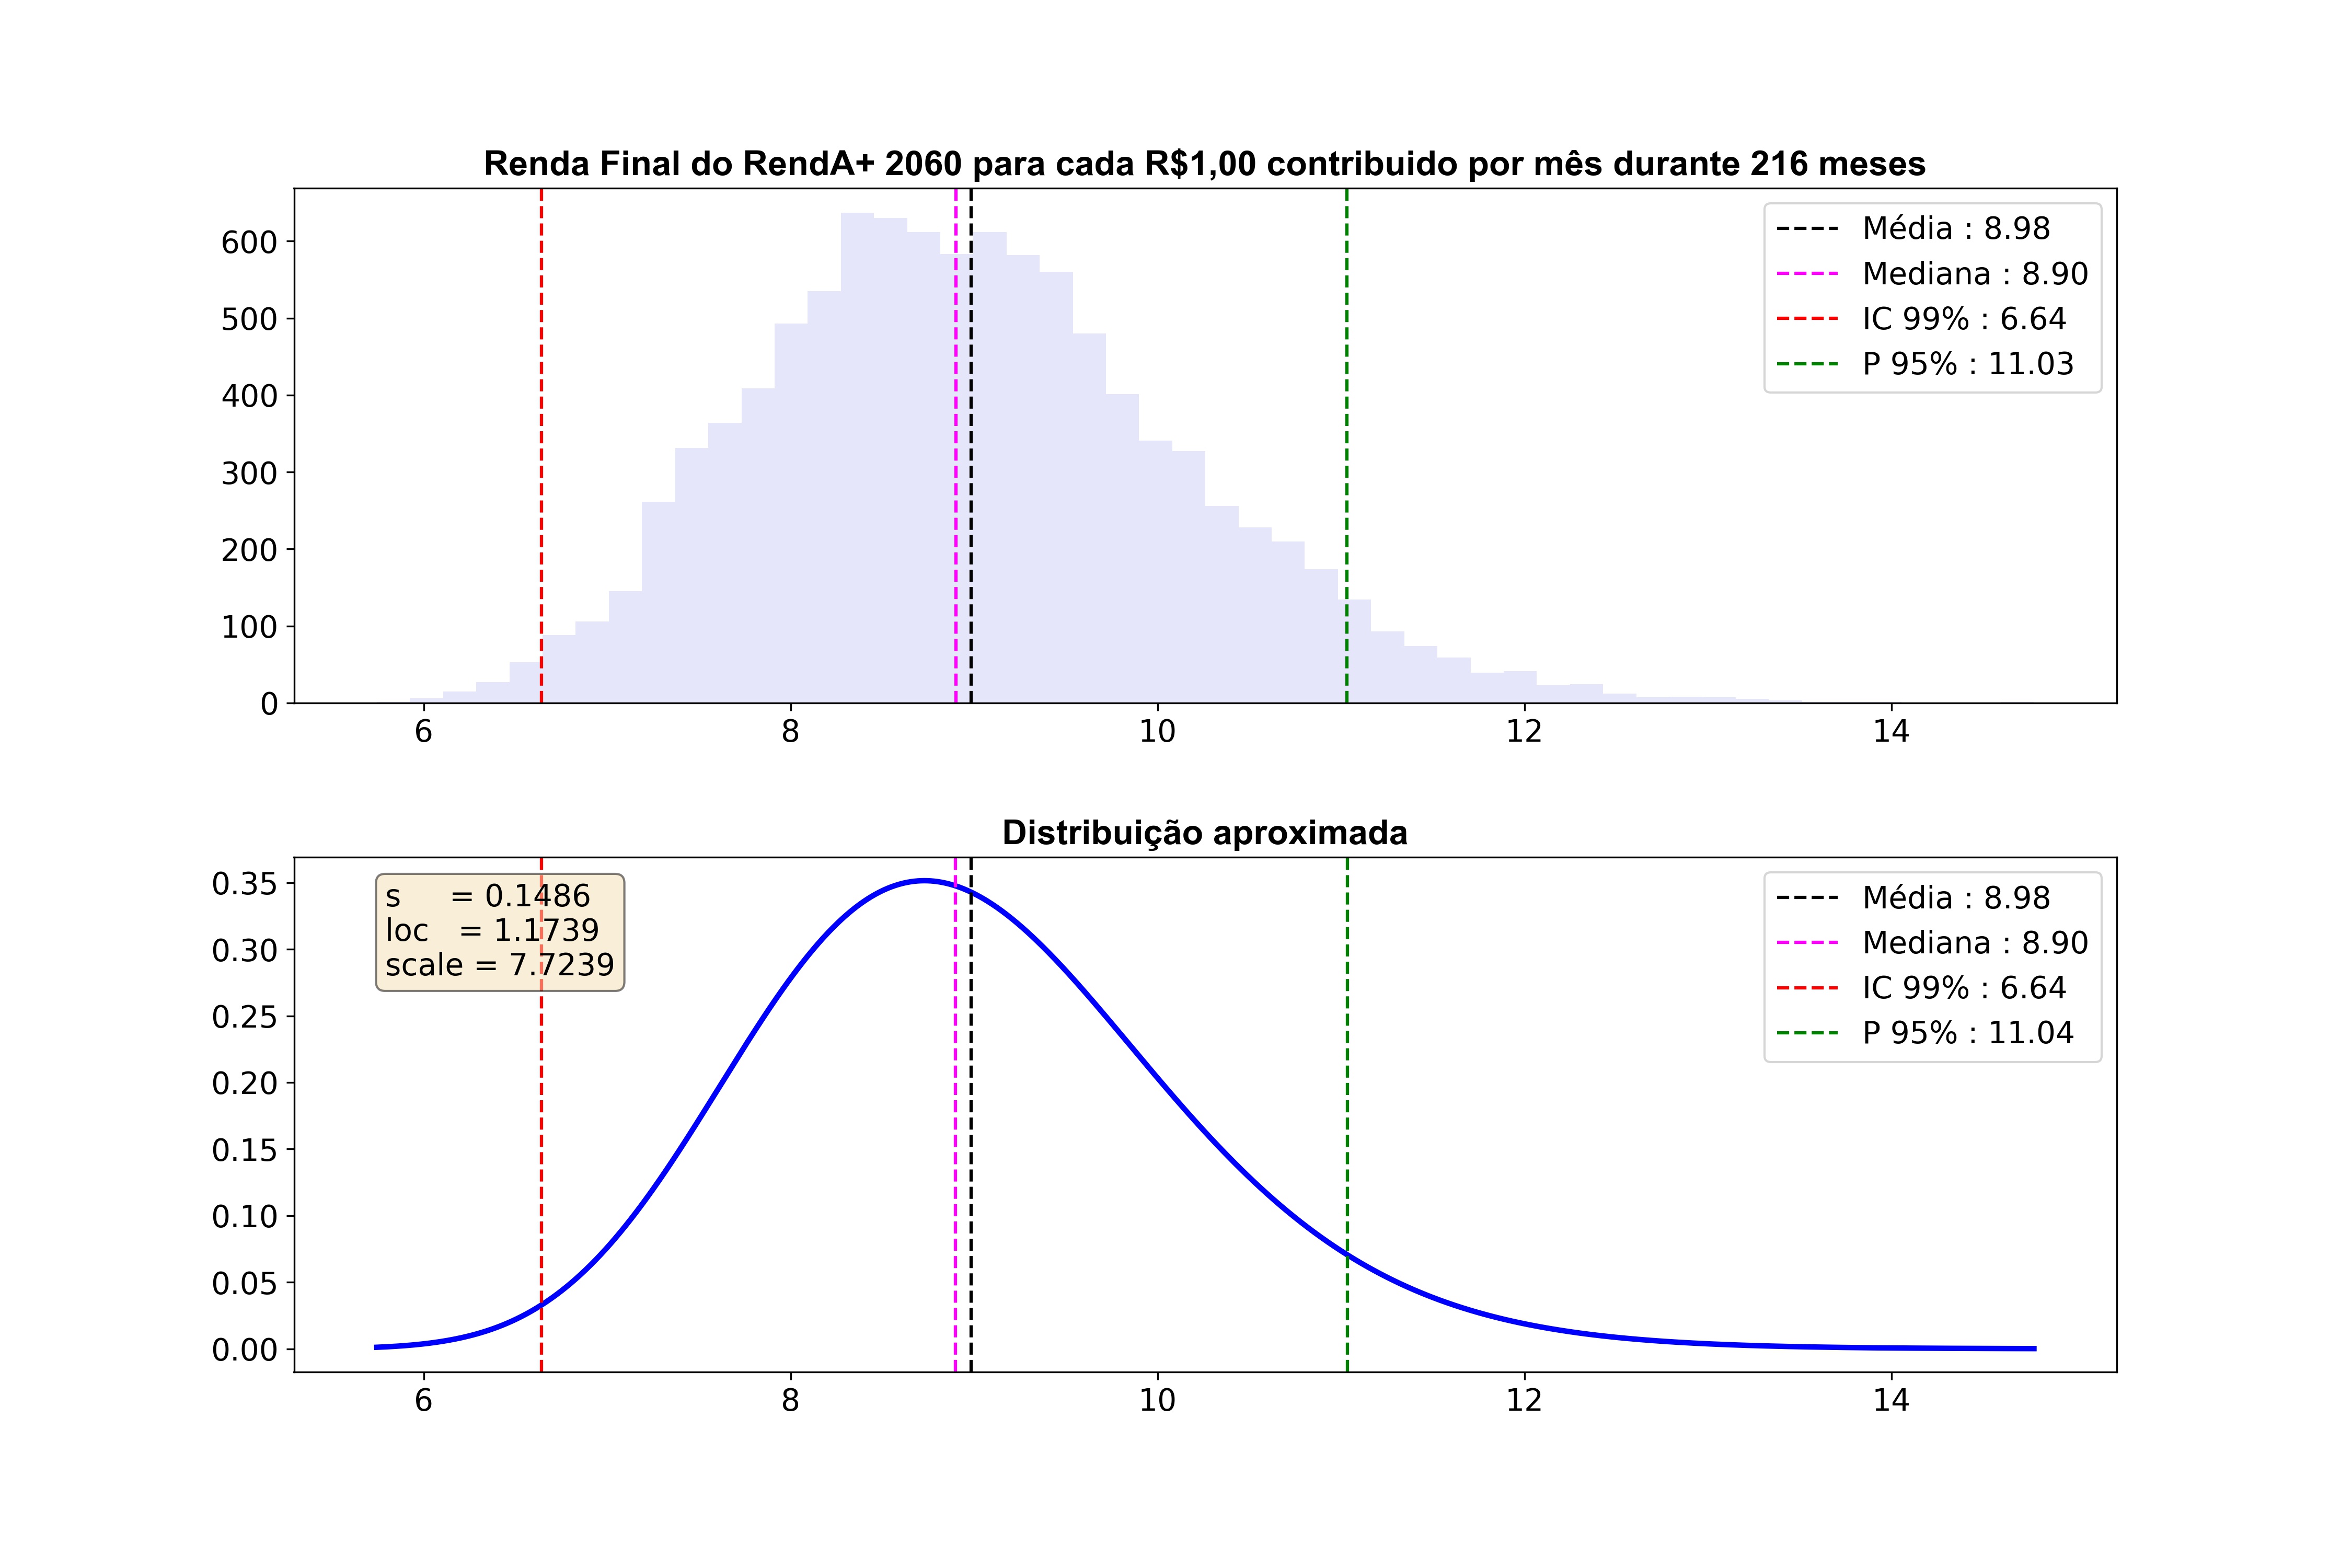 Renda Final do RendA+ 2060 para cada R$1,00 contribuido por mês durante 216 meses
600
500
400
300
200
100
0
6 8 10 12 14
Média : 8.98
Mediana : 8.90
IC 99% : 6.64
P 95% : 11.03
Distribuição aproximada
0.35
0.30
0.25
0.20
0.15
0.10
0.05
0.00
6 8 10 12 14
s = 0.1486
loc = 1.1739
scale = 7.7239
Média : 8.98
Mediana : 8.90
IC 99% : 6.64
P 95% : 11.04